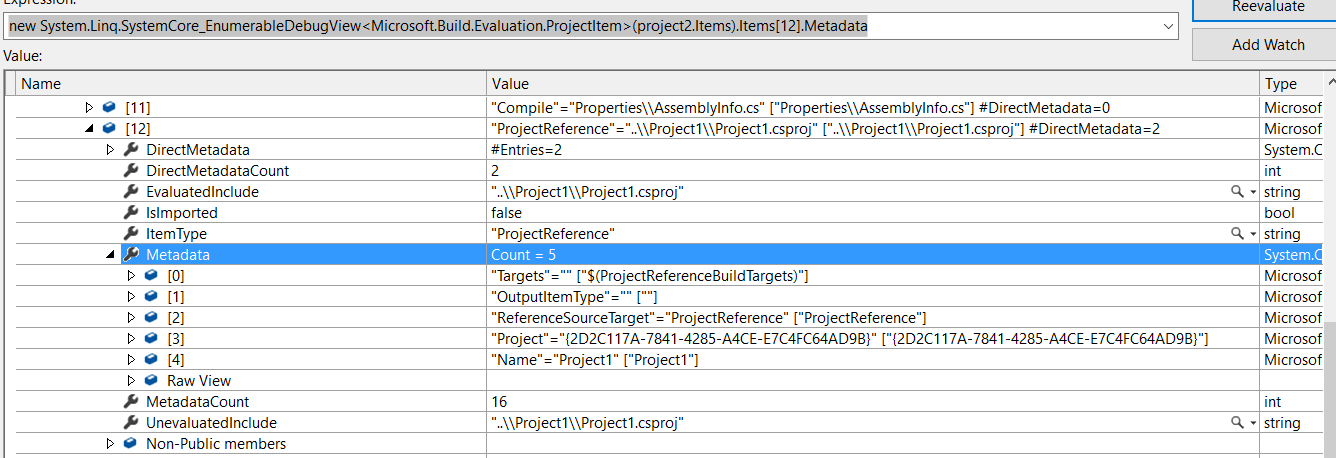 Expression:
new System.Linq.SystemCore_EnumerableDebugView<Microsoft.Build.Evaluation.ProjectItem>(project2.Items).Items[12].Metadata
Reevaluate
Add Watch
Value:
Name Value Type
[11] "Compile"="Properties\\AssemblyInfo.cs" ["Properties\\AssemblyInfo.cs"] #DirectMetadata=0 Microsof
[12] "ProjectReference"="..\\Project1\\Project1.csproj" ["..\\Project1\\Project1.csproj"] #DirectMetadata=2 Microsof
DirectMetadata #Entries=2 System.C
DirectMetadataCount 2 int
EvaluatedInclude "..\\Project1\\Project1.csproj" string
IsImported false bool
ItemType "ProjectReference" string
Metadata Count = 5 System.C
[0] "Targets"="" ["$(ProjectReferenceBuildTargets)"] Microsof
[1] "OutputItemType"="" [""] Microsof
[2] "ReferenceSourceTarget"="ProjectReference" ["ProjectReference"] Microsof
[3] "Project"="{2D2C117A-7841-4285-A4CE-E7C4FC64AD9B}" ["{2D2C117A-7841-4285-A4CE-E7C4FC64AD9B}"] Microsof
[4] "Name"="Project1" ["Project1"] Microsof
Raw View
MetadataCount 16 int
UnevaluatedInclude "..\\Project1\\Project1.csproj" string
Non-Public members